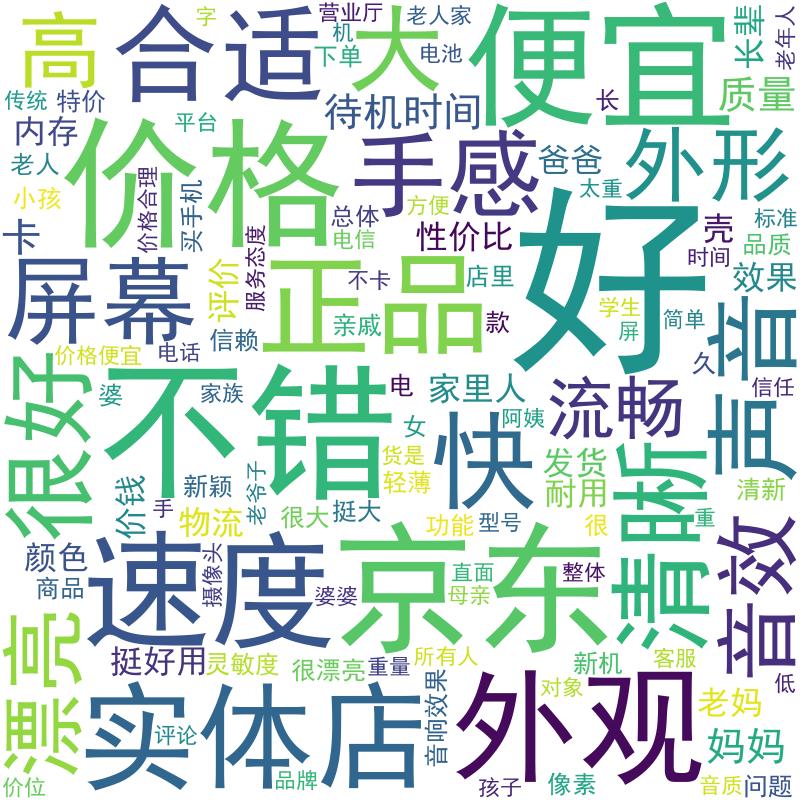 高
合适
字
营业厅
机
下单
大
老人家
电池
便宜
长辈
老年人
传统
特价
内存
平台
待机时间
长
质量
老人
小孩
价格
价格合理
买手机
手感
爸爸
太重
外形
卡
总体
电信
方便
性价比
好
壳
时间
标准
品质
屏幕
评价
服务态度
正品
不卡
店里
效果
信赖
亲戚
款
学生
屏
简单
音
声
价格便宜
电话
久
信任
很好
婆
不错
家族
电
家里人
女
阿姨
流畅
快
价钱
新颖
手
老爷子
货是
轻薄
发货
耐用
清晰
清新
物流
很大
挺大
功能
型号
很
重
音效
颜色
商品
速度
摄像头
婆婆
京东
直面
母亲
整体
漂亮
挺好用
灵敏度
很漂亮
重量
所有人
新机
客服
低
实体店
评论
音响效果
外观
对象
老妈
妈妈
价位
品牌
孩子
像素
音质
问题